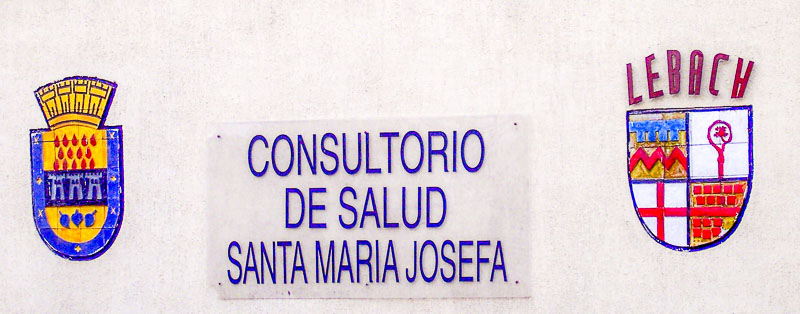 LEBACH
CONSULTORIO
DE SALUD
SANTA MARIA JOSEFA